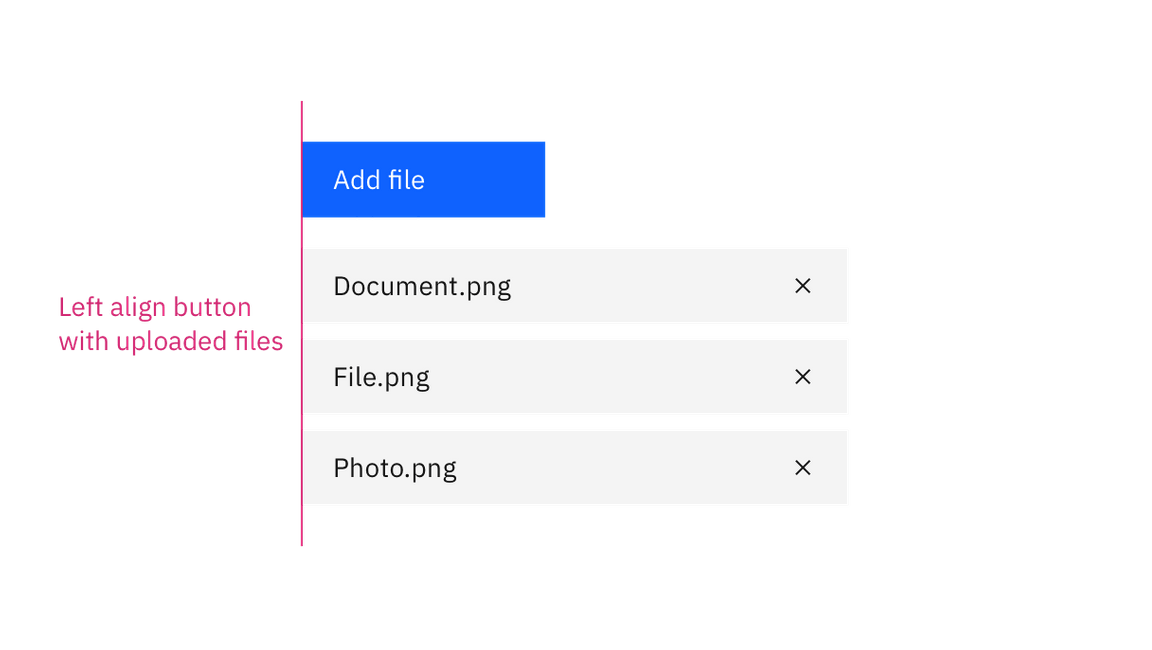 Add file
Document.png
Left align button
with uploaded files
File.png
Photo.png